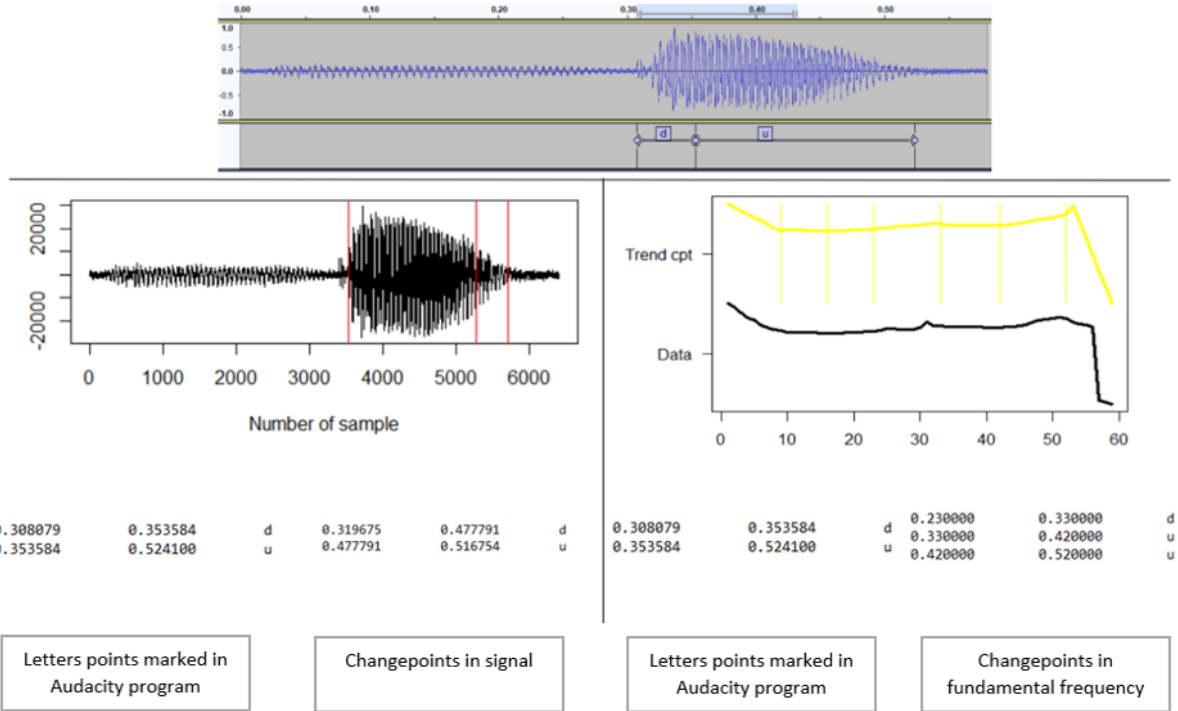 0.00 0.10 0.20 0.30 0.40 0.50
1.0
0.5
0.0
-0.5
-1.0
d u
20000
0
-20000
0 1000 2000 3000 4000 5000 6000
Number of sample
Trend cpt
Data
0 10 20 30 40 50 60
.308079 0.353584 d 0.319675 0.477791 d
.353584 0.524100 u 0.477791 0.516754 u
0.308079 0.353584 d 0.230000 0.330000 d
0.353584 0.524100 u 0.330000 0.420000 u
0.420000 0.520000 u
Letters points marked in
Audacity program
Changepoints in signal
Letters points marked in
Audacity program
Changepoints in
fundamental frequency